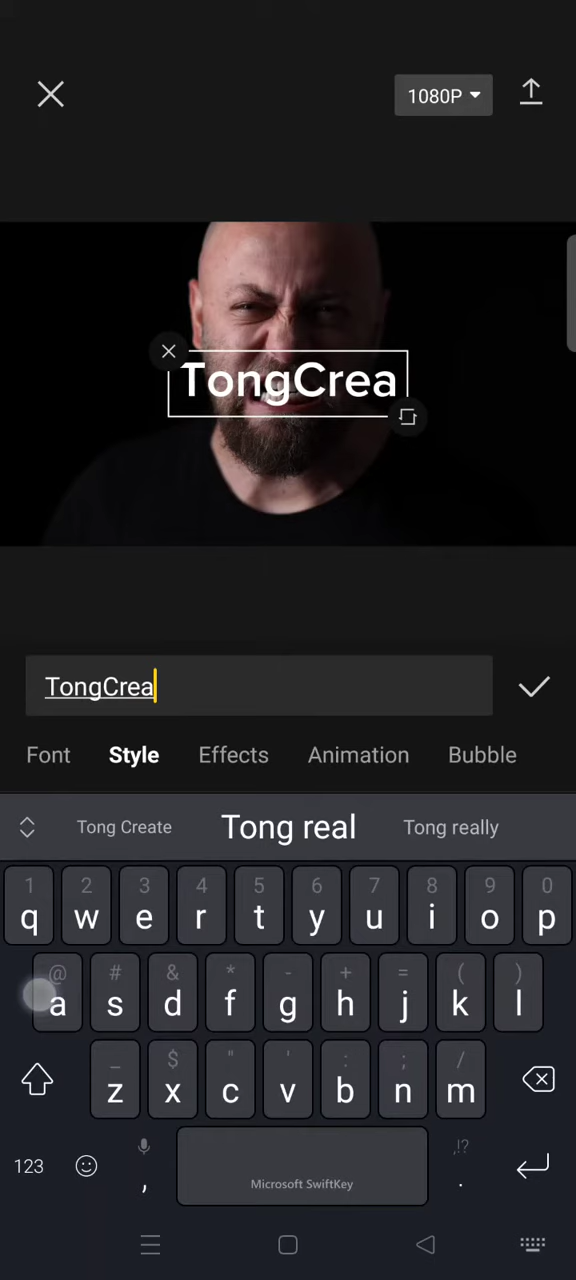 1080P
TongCrea
TongCrea
Font Style Effects Animation Bubble
Tong Create Tong real Tong really
1 2 3 4 5 6 7 8 9 0
q w e r t y u i o p
@ # & * - + = ( )
a s d f g h j k l
_ $ " ' : ; /
z x c v b n m
123 , Microsoft SwiftKey ,!? .